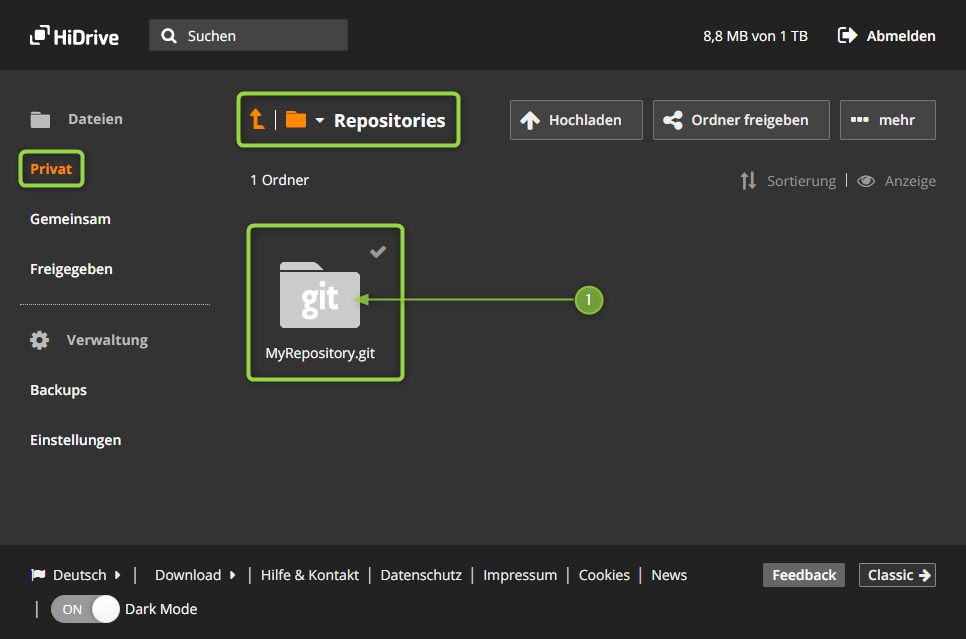 HiDrive
Suchen
8,8 MB von 1 TB
Abmelden
Dateien
Privat
Gemeinsam
Freigegeben
Verwaltung
Backups
Einstellungen
Repositories
Hochladen
Ordner freigeben
mehr
1 Ordner
Sortierung | Anzeige
git
MyRepository.git
1
Deutsch | Download | Hilfe & Kontakt | Datenschutz | Impressum | Cookies | News
Feedback
Classic
| ON Dark Mode